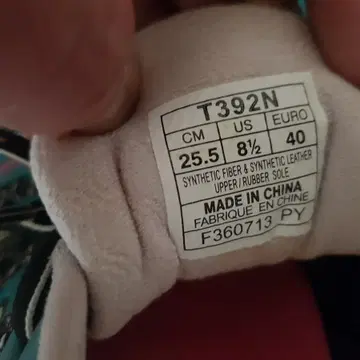 T392N
CM US EURO
25.5 8½ 40
SYNTHETIC FIBER & SYNTHETIC LEATHER
UPPER/RUBBER SOLE
MADE IN CHINA
FABRIQUE EN CHINE
F360713 PY